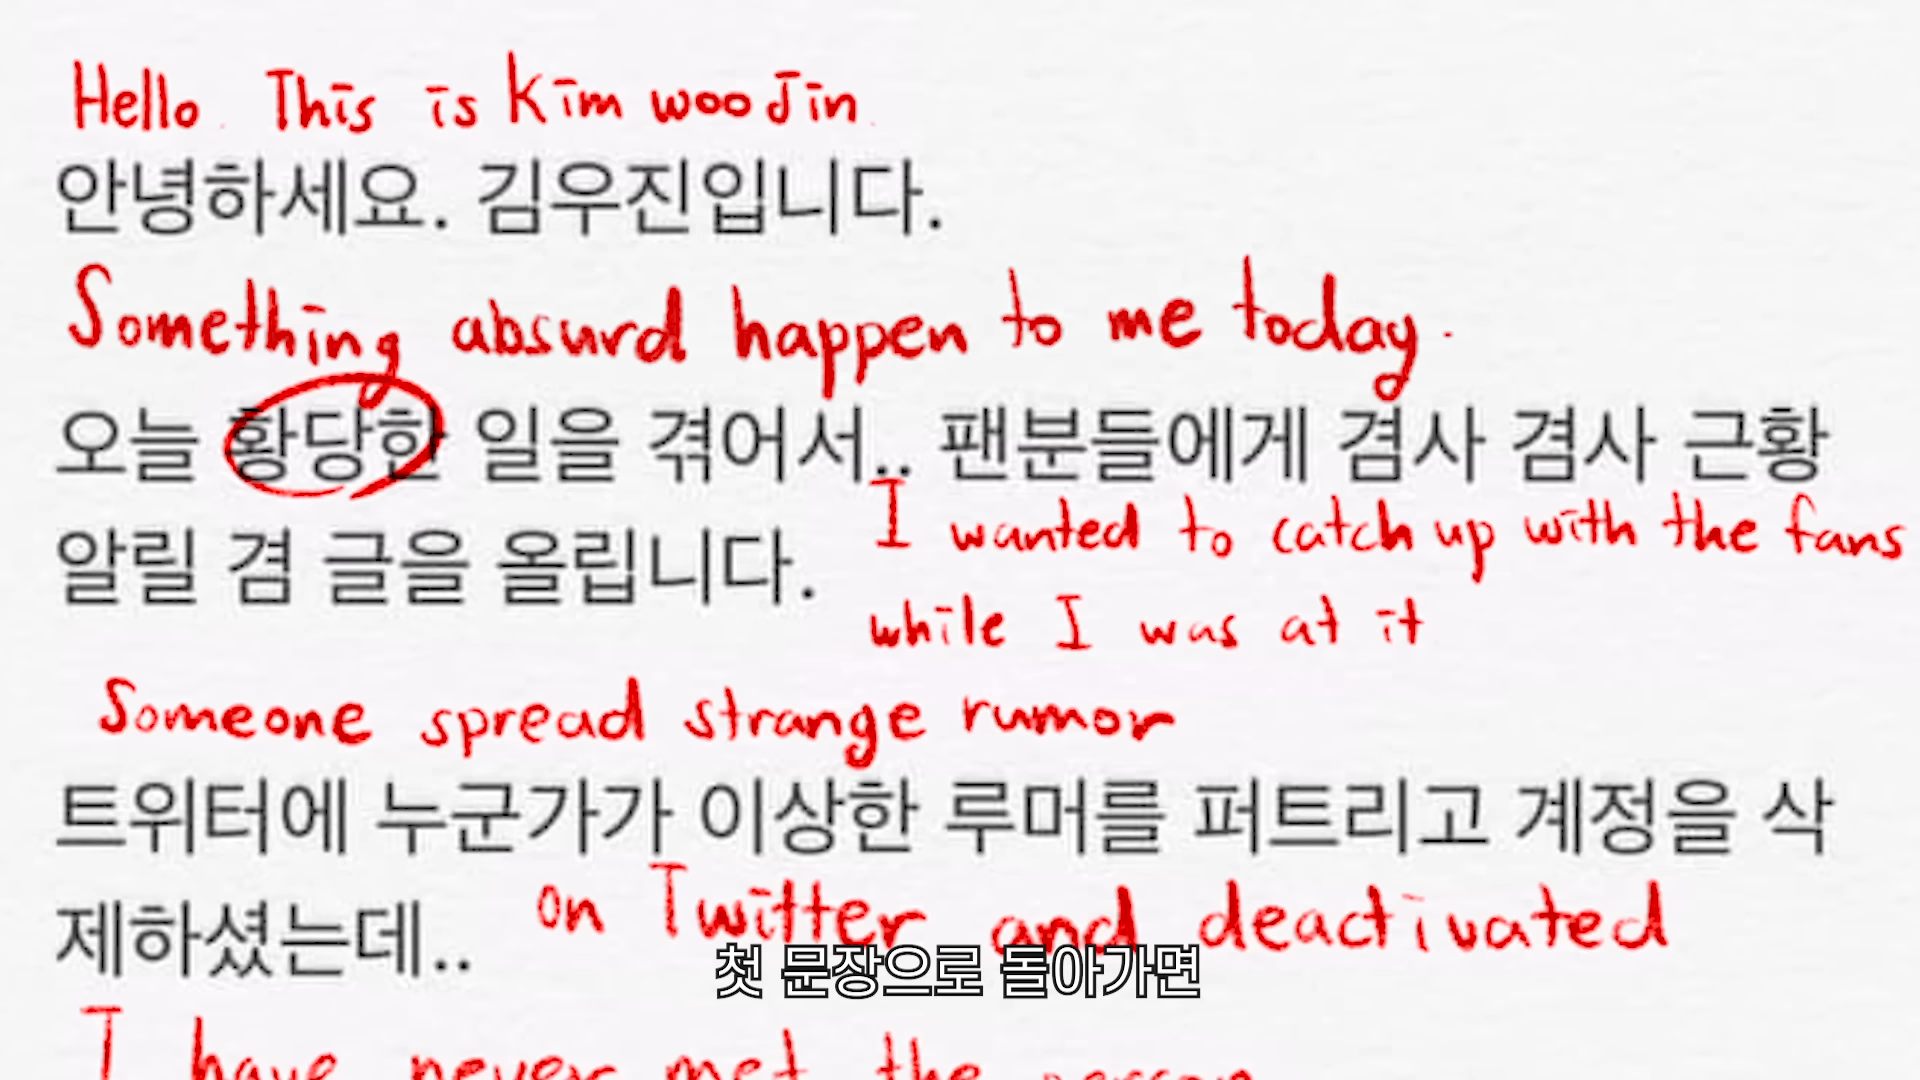 Hello This is Kim woo Jin
안녕하세요. 김우진입니다.
Something absurd happen to me today.
오늘 황당한 일을 겪어서.. 팬분들에게 겸사 겸사 근황
알릴 겸 글을 올립니다.
I wanted to catch up with the fans
while I was at it
Someone spread strange rumor
트위터에 누군가가 이상한 루머를 퍼트리고 계정을 삭
제하셨는데..
on Twitter and deactivated
첫 문장으로 돌아가면
I have never met the person